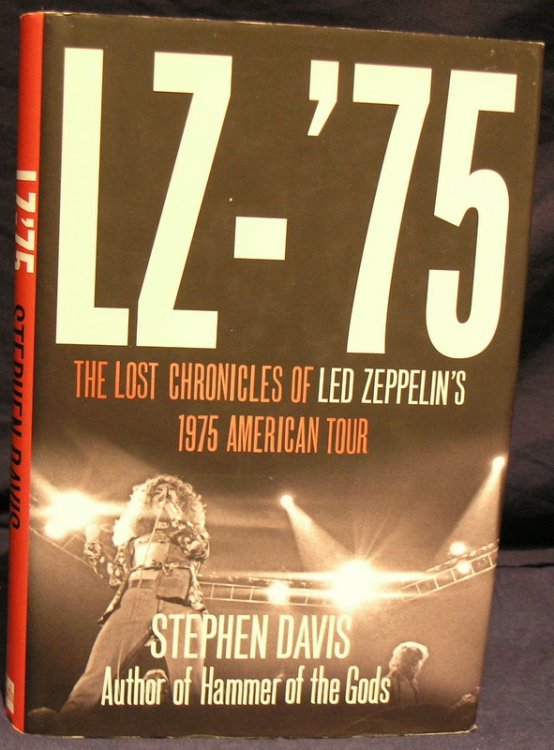 LZ-'75
THE LOST CHRONICLES OF LED ZEPPELIN'S
1975 AMERICAN TOUR
STEPHEN DAVIS
Author of Hammer of the Gods
LZ'75 STEPHEN DAVIS